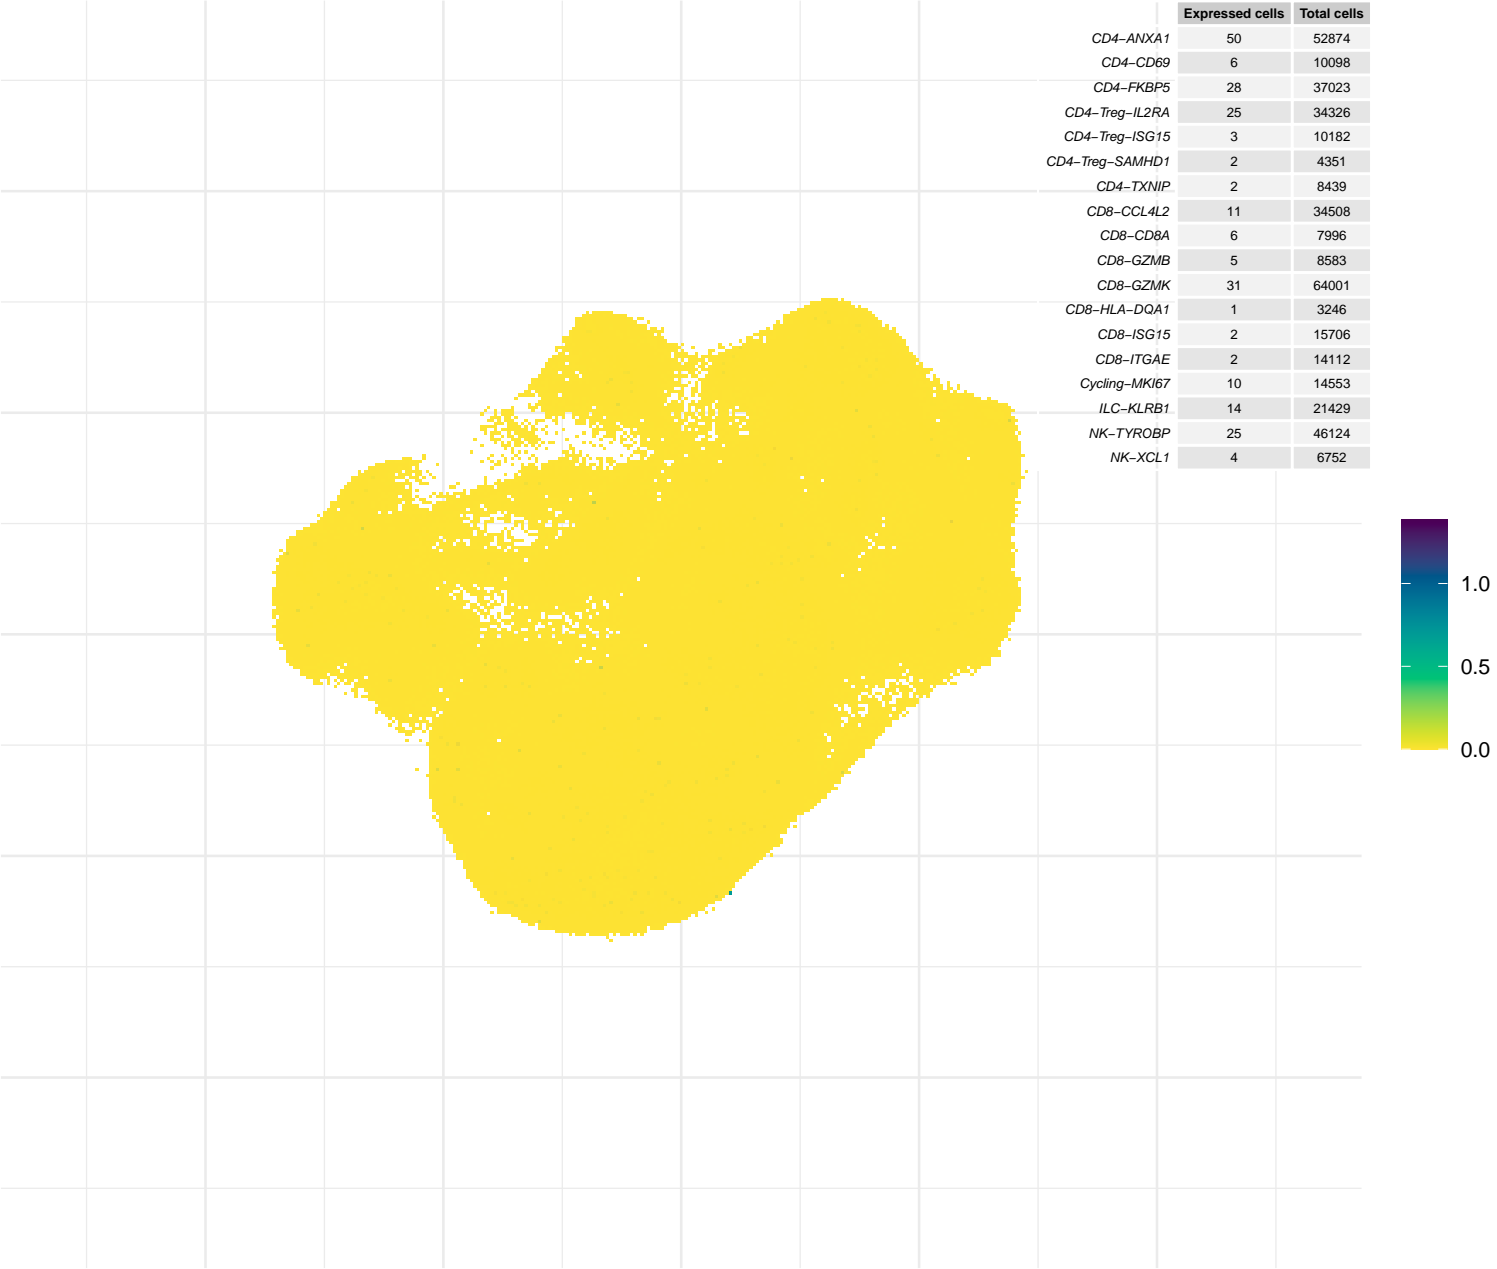 Expressed cells Total cells
CD4−ANXA1 50 52874
CD4−CD69 6 10098
CD4−FKBP5 28 37023
CD4−Treg−IL2RA 25 34326
CD4−Treg−ISG15 3 10182
CD4−Treg−SAMHD1 2 4351
CD4−TXNIP 2 8439
CD8−CCL4L2 11 34508
CD8−CD8A 6 7996
CD8−GZMB 5 8583
CD8−GZMK 31 64001
CD8−HLA−DQA1 1 3246
CD8−ISG15 2 15706
CD8−ITGAE 2 14112
Cycling−MKI67 10 14553
ILC−KLRB1 14 21429
NK−TYROBP 25 46124
NK−XCL1 4 6752
1.0
0.5
0.0